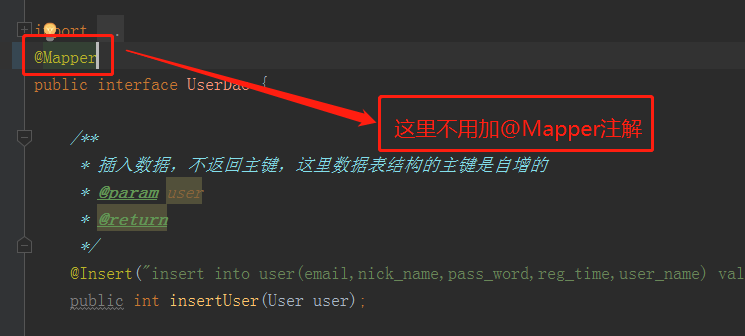 import ...
@Mapper
public interface UserDao {
这里不用加@Mapper注解
/**
* 插入数据，不返回主键，这里数据表结构的主键是自增的
* @param user
* @return
*/
@Insert("insert into user(email,nick_name,pass_word,reg_time,user_name) val
public int insertUser(User user);